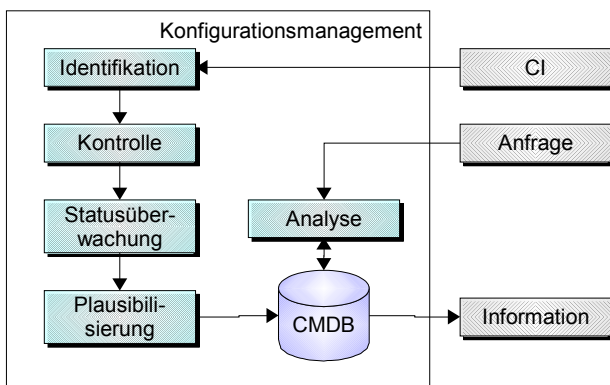 Konfigurationsmanagement
Identifikation
CI
Kontrolle
Anfrage
Statusüber-
wachung
Analyse
Plausibili-
sierung
CMDB
Information